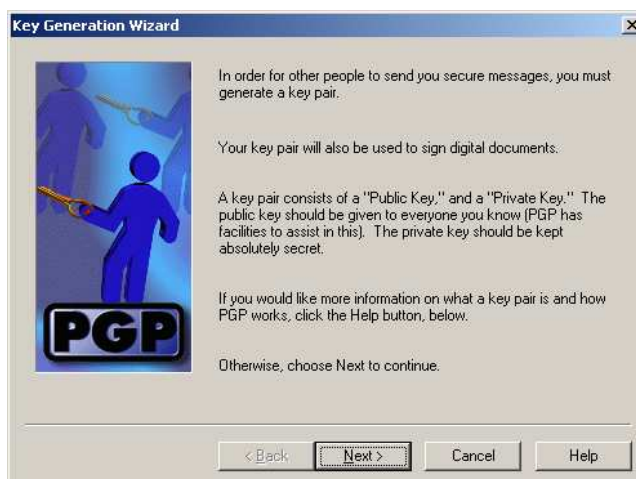 Key Generation Wizard
In order for other people to send you secure messages, you must
generate a key pair.
Your key pair will also be used to sign digital documents.
A key pair consists of a "Public Key," and a "Private Key." The
public key should be given to everyone you know (PGP has
facilities to assist in this). The private key should be kept
absolutely secret.
If you would like more information on what a key pair is and how
PGP works, click the Help button, below.
Otherwise, choose Next to continue.
PGP
< Back
Next >
Cancel
Help